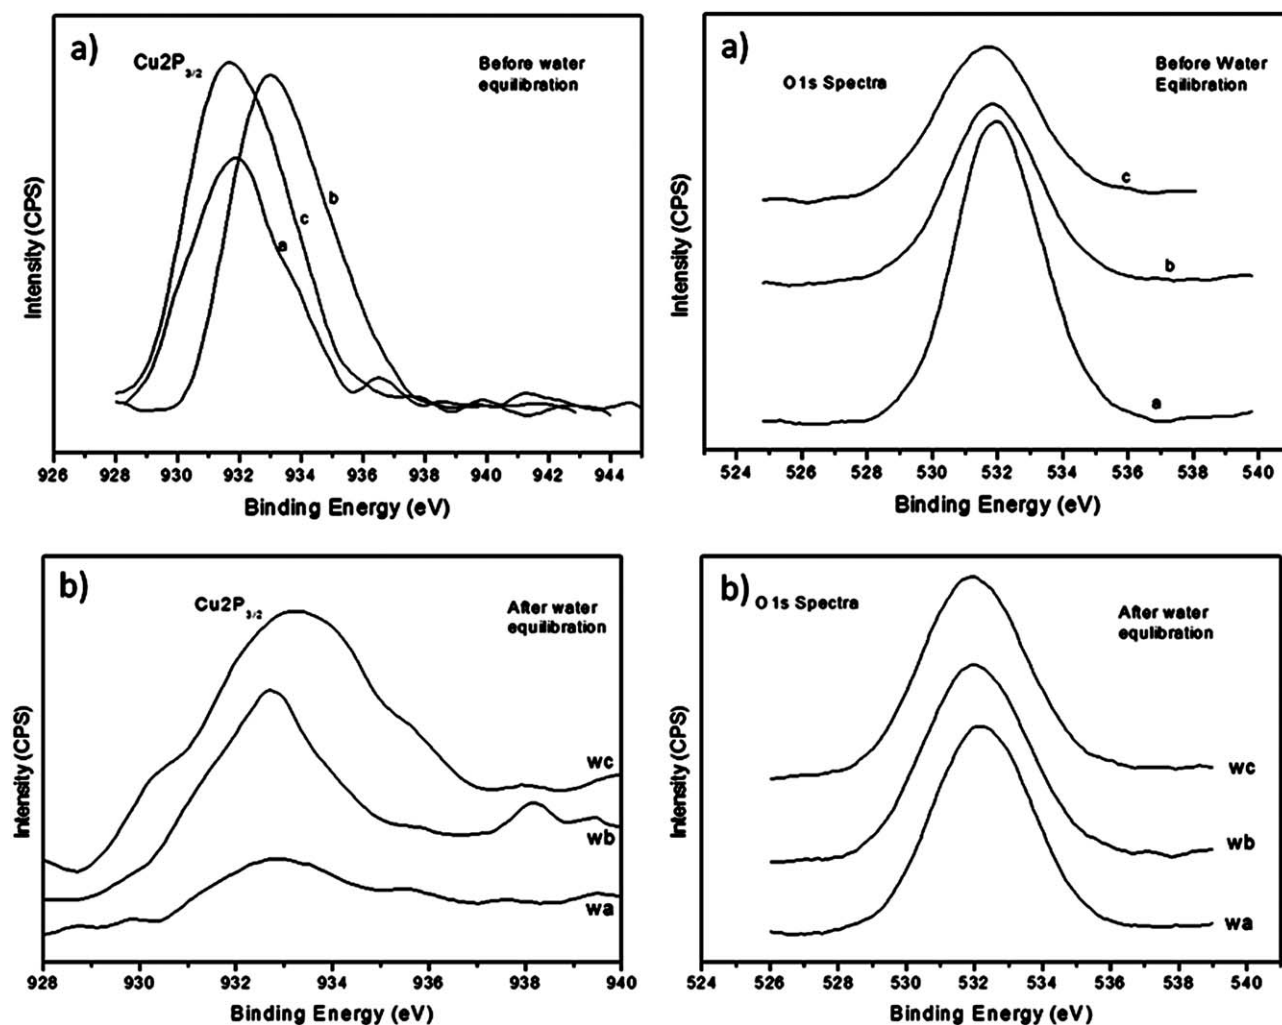 a)
Cu2P3/2
Before water
equilibration
b
c
a
Intensity (CPS)
926 928 930 932 934 936 938 940 942 944
Binding Energy (eV)
a)
O1s Spectra
Before Water
Eqilibration
c
b
a
Intensity (CPS)
524 526 528 530 532 534 536 538 540
Binding Energy (eV)
b)
Cu2P3/2
After water
equilibration
wc
wb
wa
Intensity (CPS)
928 930 932 934 936 938 940
Binding Energy (eV)
b)
O1s Spectra
After water
equlibration
wc
wb
wa
Intensity (CPS)
524 526 528 530 532 534 536 538 540
Binding Energy (eV)